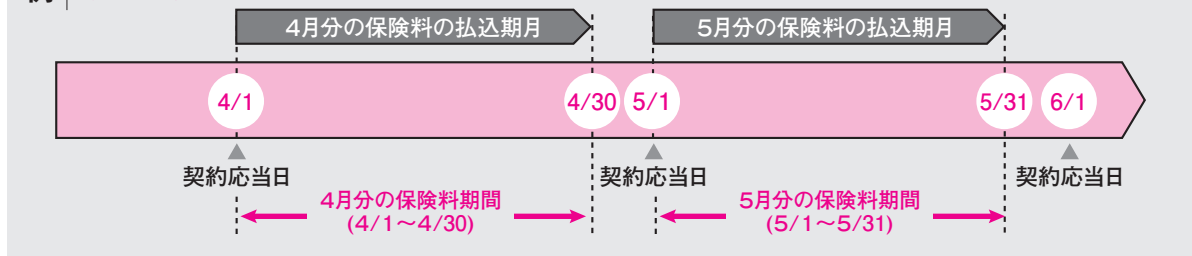 4月分の保険料の払込期月 5月分の保険料の払込期月
4/1 4/30 5/1 5/31 6/1
契約応当日 契約応当日 契約応当日
4月分の保険料期間 5月分の保険料期間
(4/1〜4/30) (5/1〜5/31)